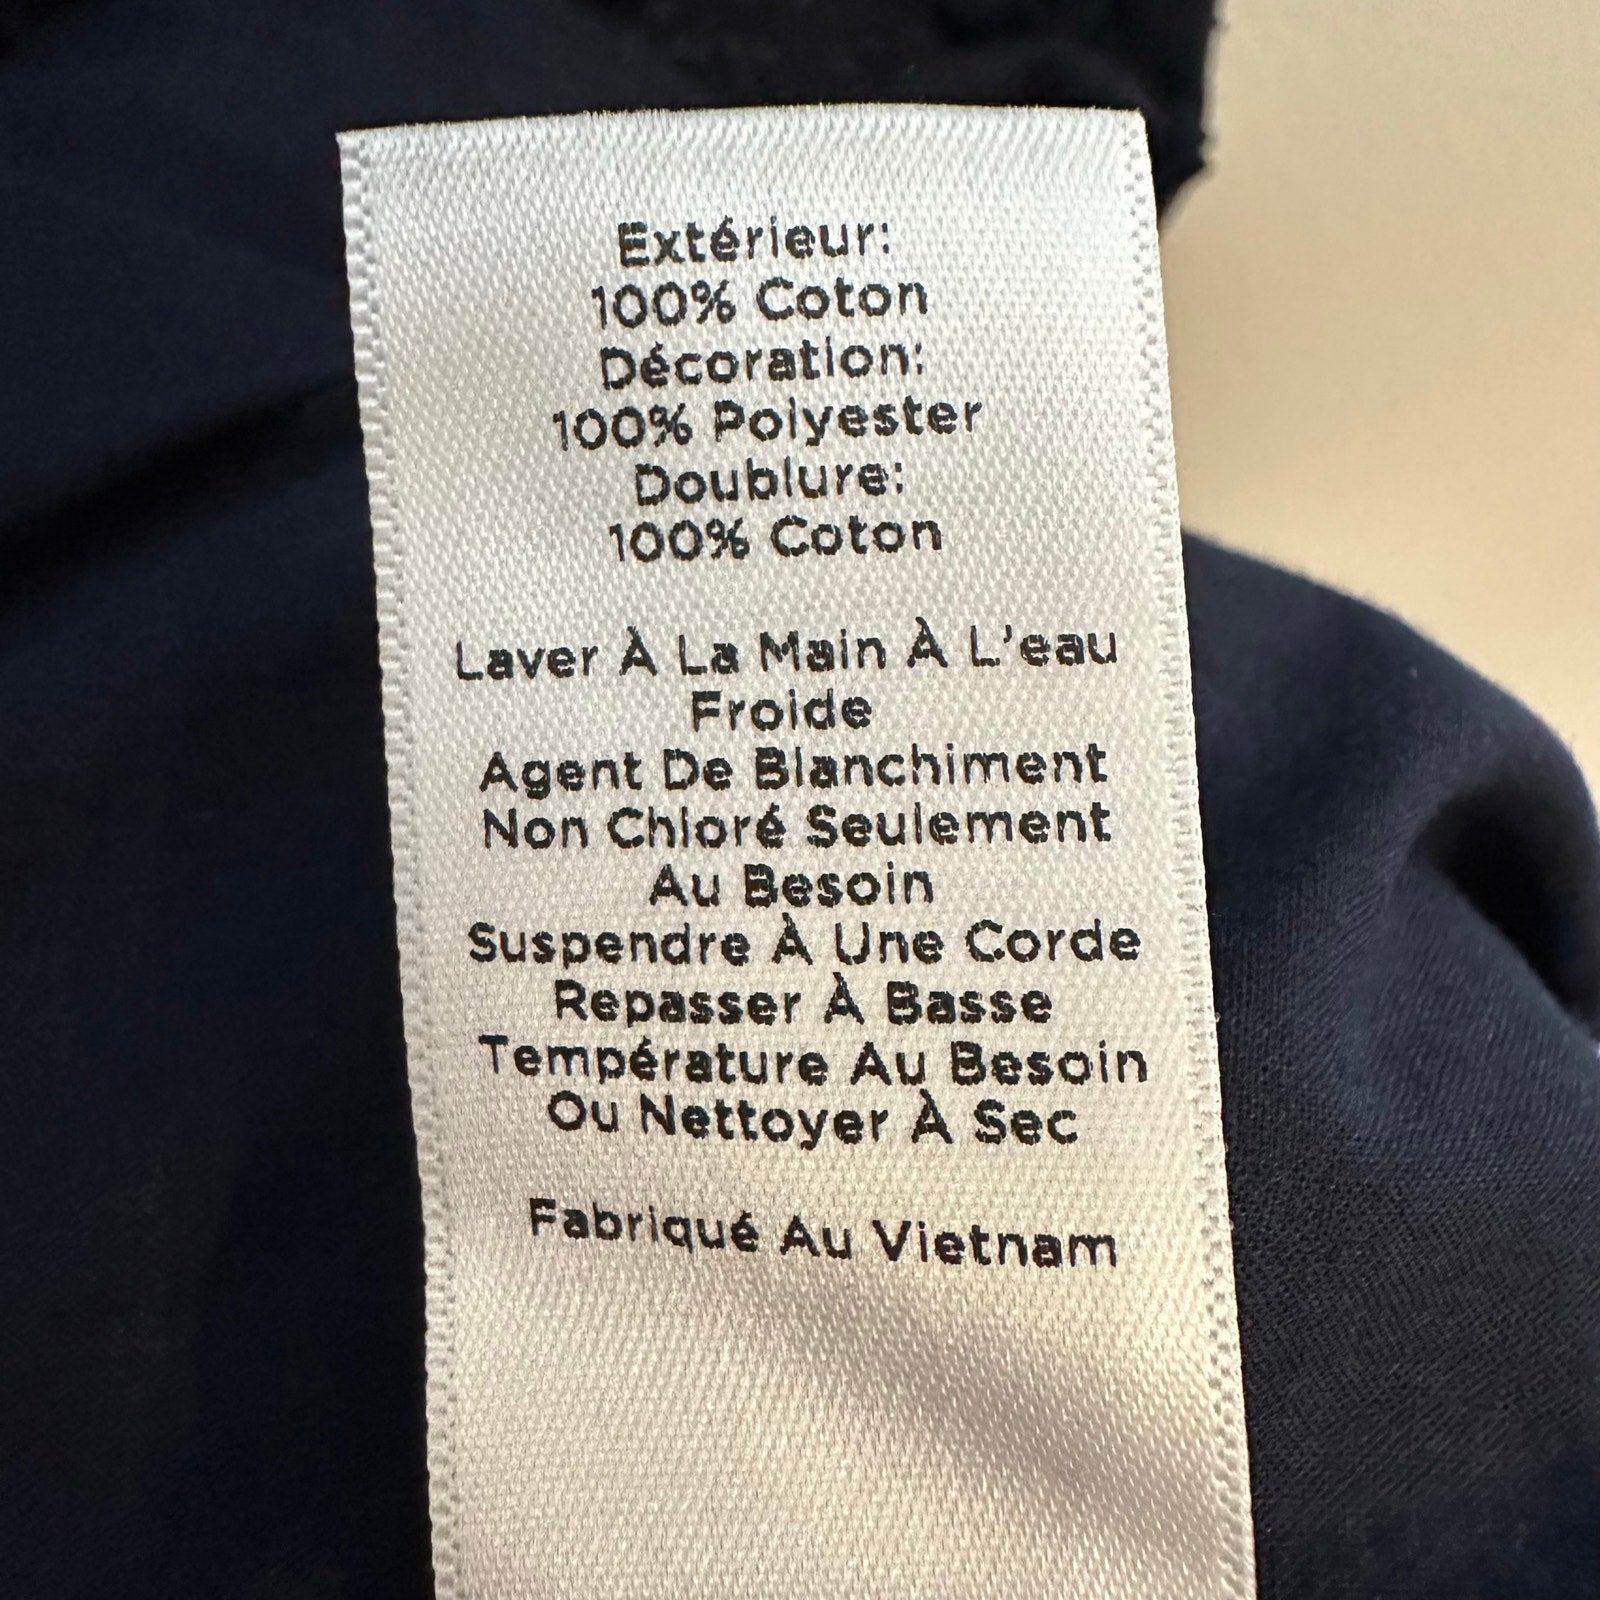 Extérieur:
100% Coton
Décoration:
100% Polyester
Doublure:
100% Coton
Laver À La Main À L'eau
Froide
Agent De Blanchiment
Non Chloré Seulement
Au Besoin
Suspendre À Une Corde
Repasser À Basse
Température Au Besoin
Ou Nettoyer À Sec
Fabriqué Au Vietnam